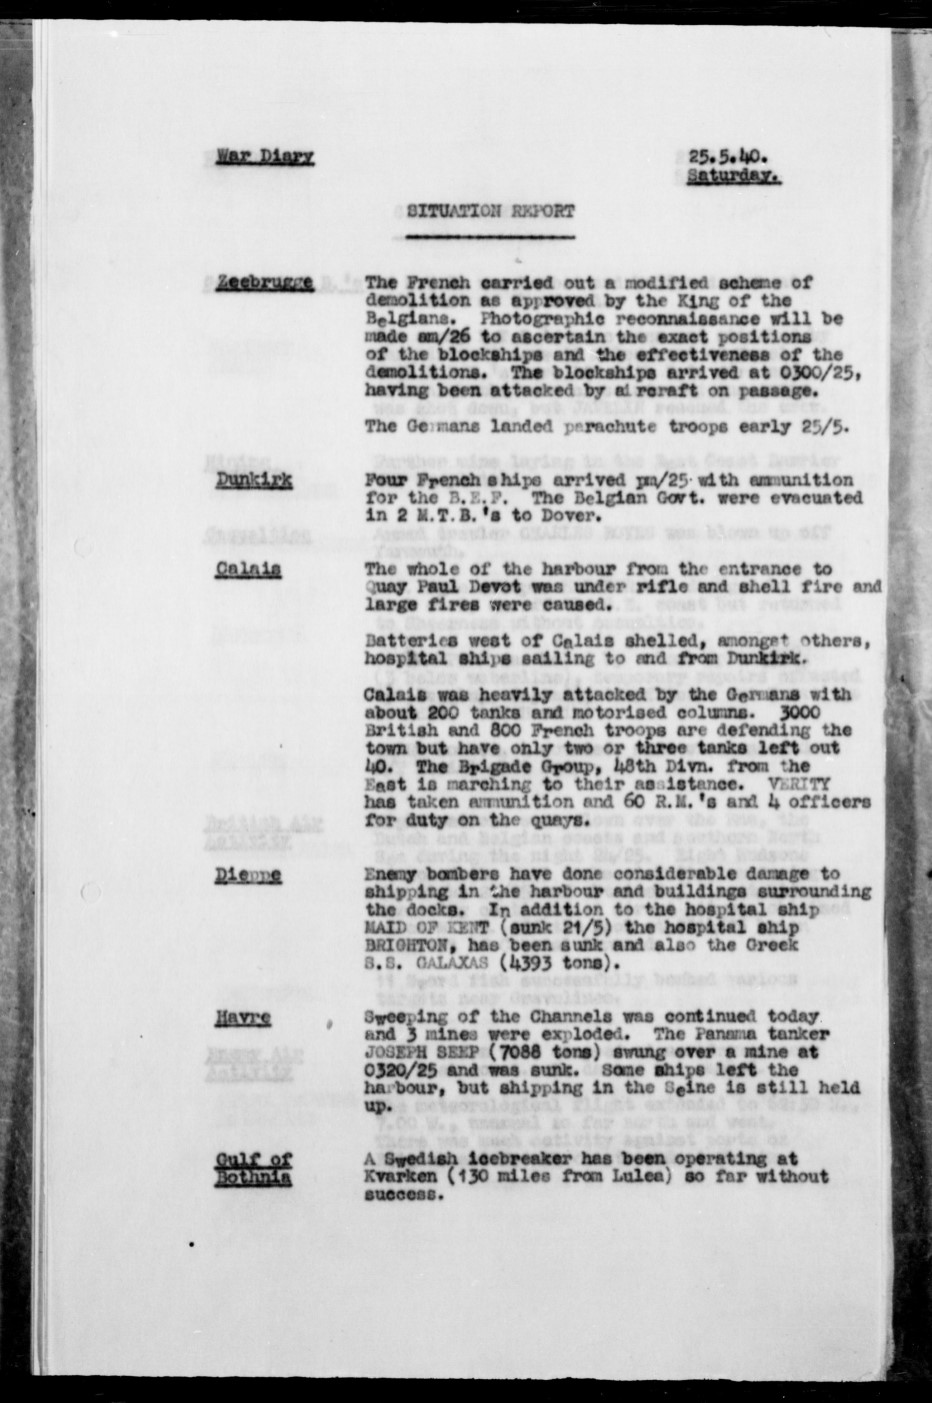 War Diary
25.5.40.
Saturday.
SITUATION REPORT
Zeebrugge
The French carried out a modified scheme of
demolition as approved by the King of the
Belgians. Photographic reconnaissance will be
made am/26 to ascertain the exact positions
of the blockships and the effectiveness of the
demolitions. The blockships arrived at 0300/25,
having been attacked by aircraft on passage.
The Germans landed parachute troops early 25/5.
Dunkirk
Four French ships arrived pm/25 with ammunition
for the B.E.F. The Belgian Govt. were evacuated
in 2 M.T.B.'s to Dover.
Calais
The whole of the harbour from the entrance to
Quay Paul Devot was under rifle and shell fire and
large fires were caused.
Batteries west of Calais shelled, amongst others,
hospital ships sailing to and from Dunkirk.
Calais was heavily attacked by the Germans with
about 200 tanks and motorised columns. 3000
British and 800 French troops are defending the
town but have only two or three tanks left out
40. The Brigade Group, 48th Divn. from the
East is marching to their assistance. VERITY
has taken ammunition and 60 R.M.'s and 4 officers
for duty on the quays.
Dieppe
Enemy bombers have done considerable damage to
shipping in the harbour and buildings surrounding
the docks. In addition to the hospital ship
MAID OF KENT (sunk 21/5) the hospital ship
BRIGHTON, has been sunk and also the Greek
S.S. GALAXAS (4393 tons).
Havre
Sweeping of the Channels was continued today
and 3 mines were exploded. The Panama tanker
JOSEPH SEEP (7088 tons) swung over a mine at
0320/25 and was sunk. Some ships left the
harbour, but shipping in the Seine is still held
up.
Gulf of
Bothnia
A Swedish icebreaker has been operating at
Kvarken (130 miles from Lulea) so far without
success.